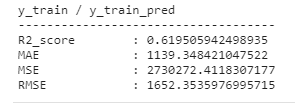 y_train / y_train_pred
----------------------------------
R2_score : 0.619505942498935
MAE : 1139.348421047522
MSE : 2730272.4118307177
RMSE : 1652.3535976995715